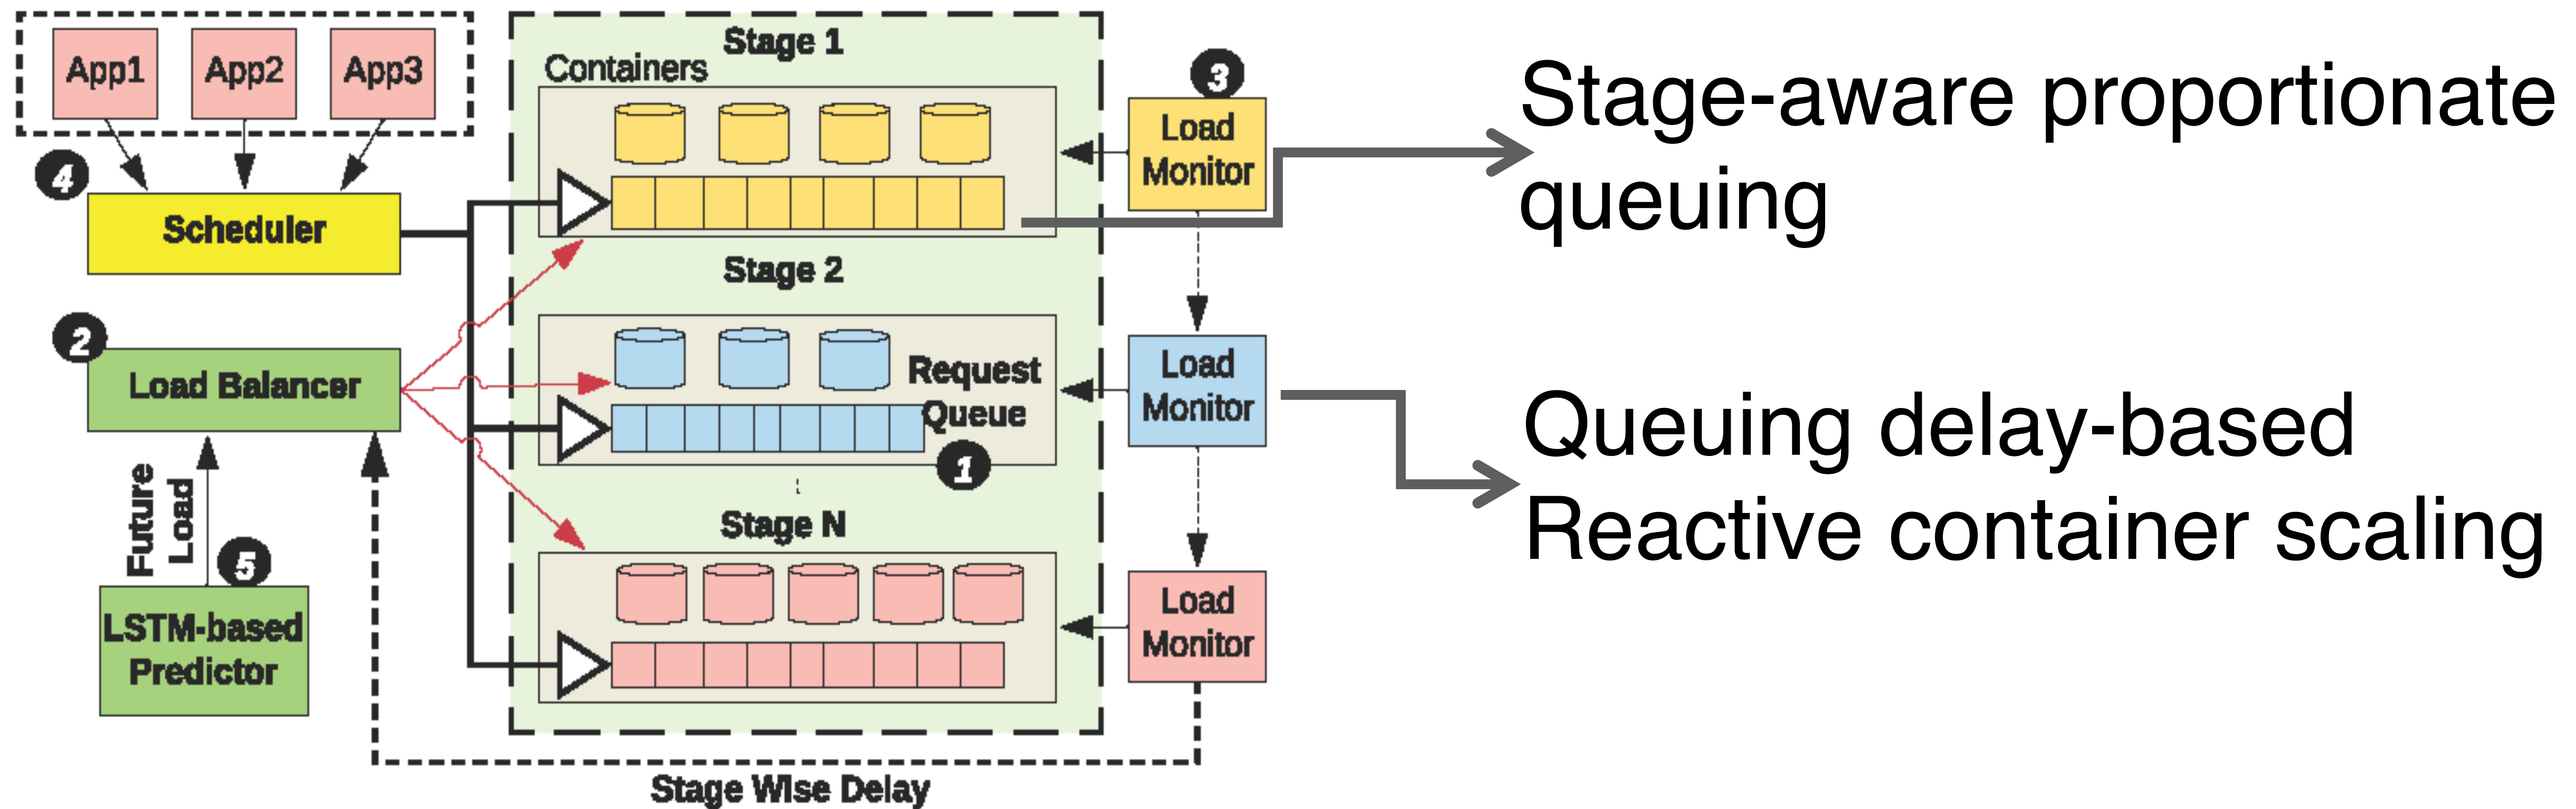 App1
App2
App3
4
Scheduler
2
Load Balancer
Future
Load
5
LSTM-based
Predictor
Stage 1
Containers
Stage 2
Request
Queue
1
Stage N
3
Load
Monitor
Load
Monitor
Load
Monitor
Stage WIse Delay
Stage-aware proportionate
queuing
Queuing delay-based
Reactive container scaling